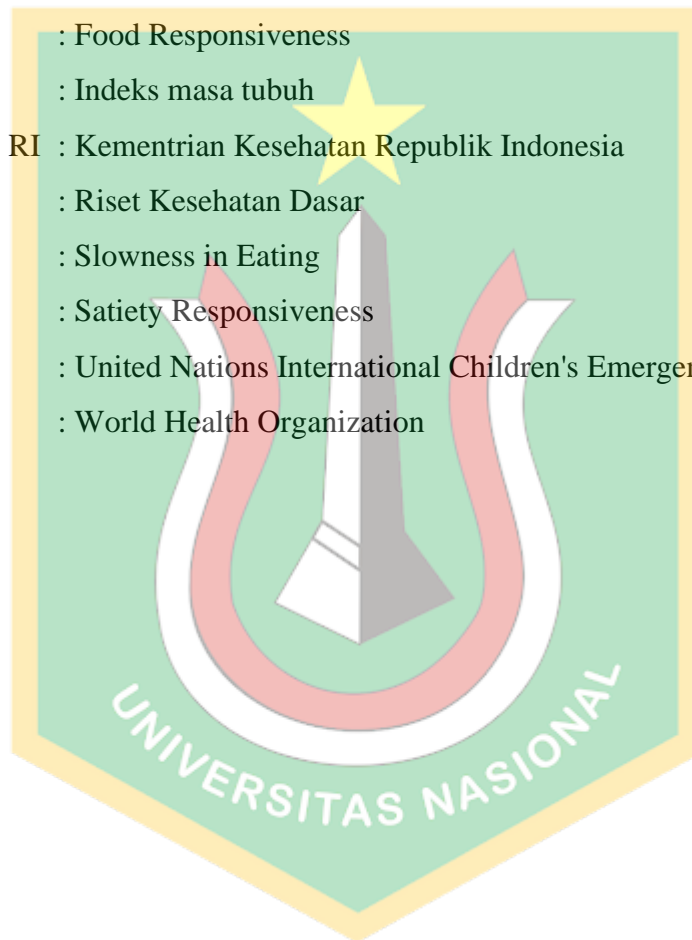 : Food Responsiveness
: Indeks masa tubuh
RI : Kementrian Kesehatan Republik Indonesia
: Riset Kesehatan Dasar
: Slowness in Eating
: Satiety Responsiveness
: United Nations International Children's Emerge
: World Health Organization
UNIVERSITAS NASIONAL